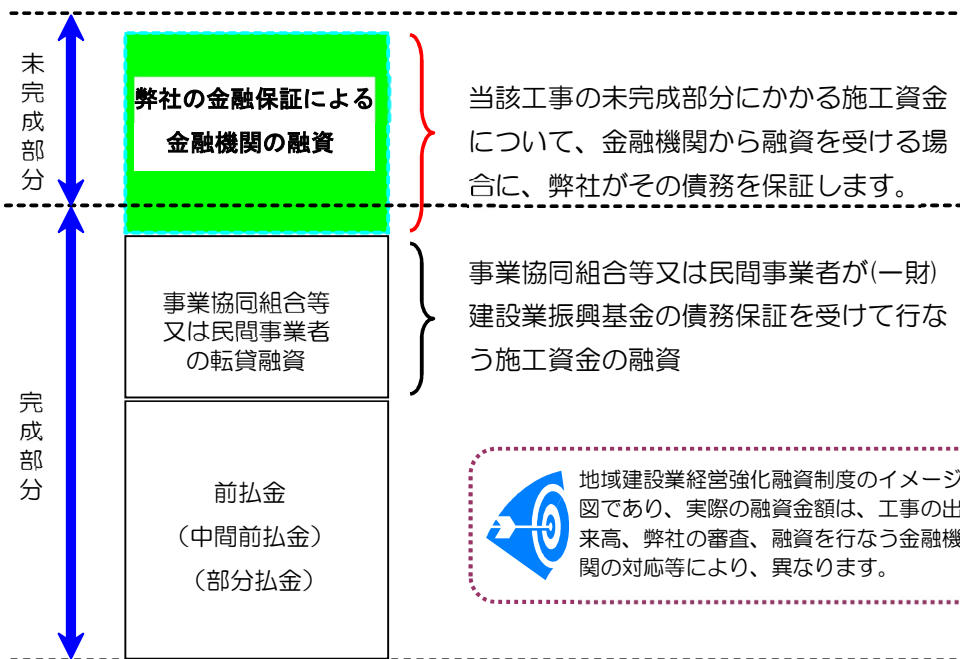 未完成部分
弊社の金融保証による
金融機関の融資
当該工事の未完成部分にかかる施工資金
について、金融機関から融資を受ける場
合に、弊社がその債務を保証します。
完成部分
事業協同組合等
又は民間事業者
の転貸融資
事業協同組合等又は民間事業者が(一財)
建設業振興基金の債務保証を受けて行な
う施工資金の融資
前払金
（中間前払金）
（部分払金）
地域建設業経営強化融資制度のイメージ
図であり、実際の融資金額は、工事の出
来高、弊社の審査、融資を行なう金融機
関の対応等により、異なります。